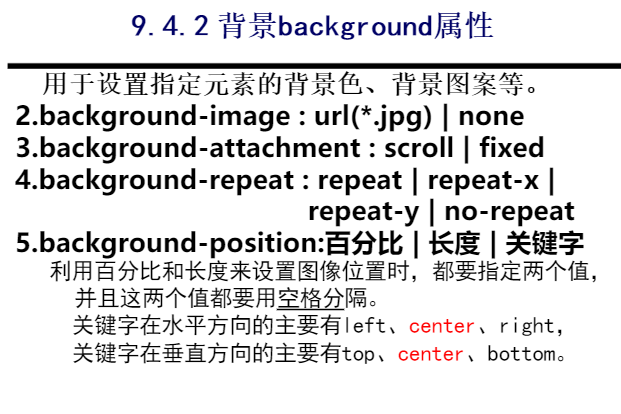 9.4.2 背景background属性
用于设置指定元素的背景色、背景图案等。
2.background-image : url(*.jpg) | none
3.background-attachment : scroll | fixed
4.background-repeat : repeat | repeat-x |
repeat-y | no-repeat
5.background-position:百分比 | 长度 | 关键字
利用百分比和长度来设置图像位置时，都要指定两个值，
并且这两个值都要用空格分隔。
关键字在水平方向的主要有left、center、right，
关键字在垂直方向的主要有top、center、bottom。